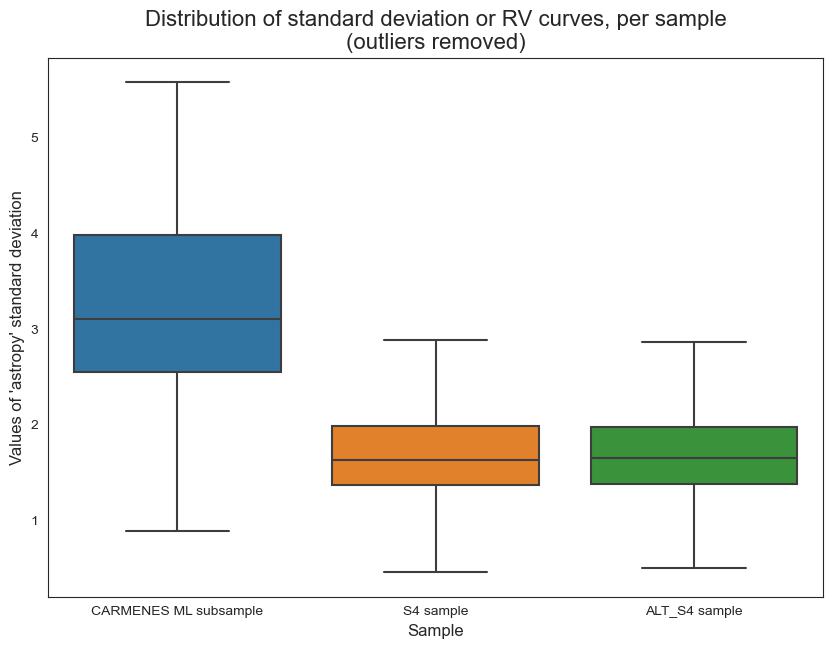 Distribution of standard deviation or RV curves, per sample
(outliers removed)
Values of 'astropy' standard deviation
5
4
3
2
1
CARMENES ML subsample
S4 sample
ALT_S4 sample
Sample